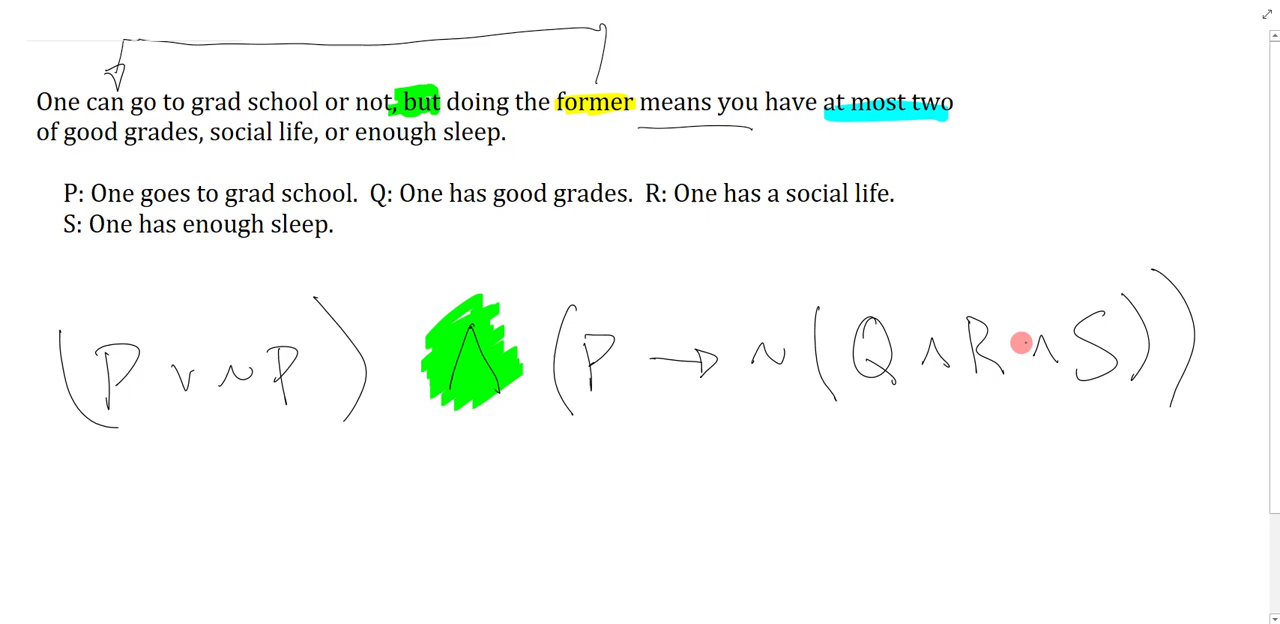 One can go to grad school or not, but doing the former means you have at most two
of good grades, social life, or enough sleep.
P: One goes to grad school. Q: One has good grades. R: One has a social life.
S: One has enough sleep.
(P ∨ ~P) ∧ (P → ~(Q ∧ R ∧ S))